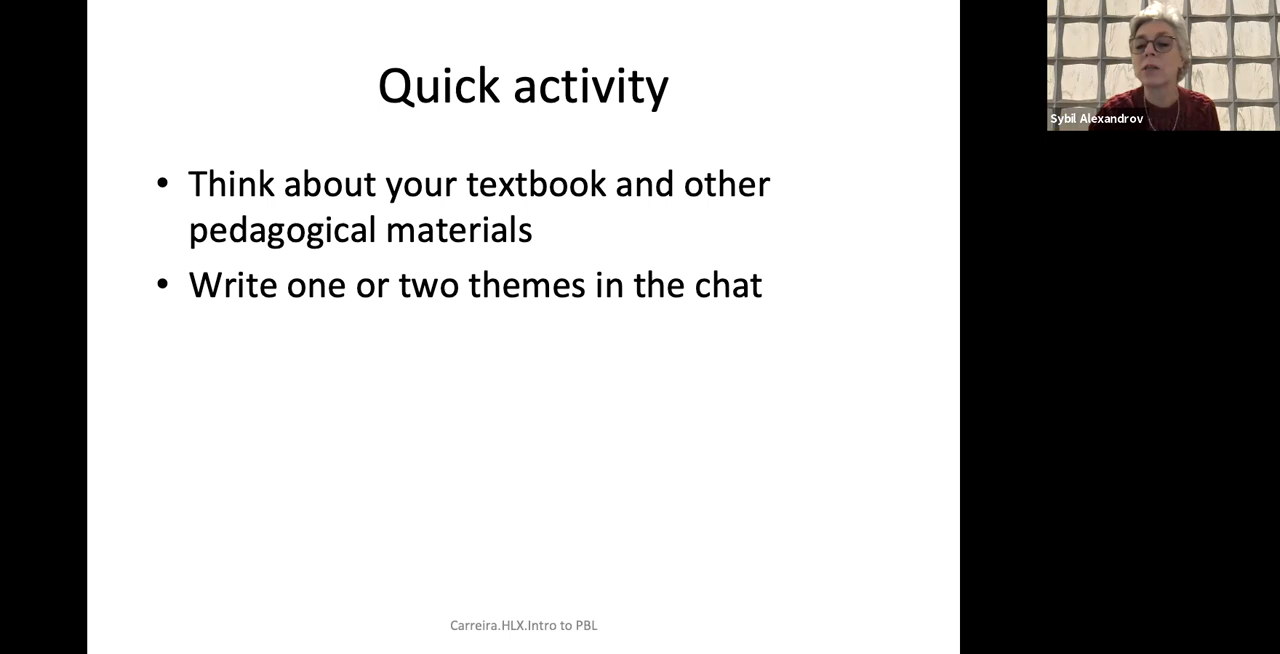 Quick activity
• Think about your textbook and other
pedagogical materials
• Write one or two themes in the chat
Carreira.HLX.Intro to PBL
Sybil Alexandrov